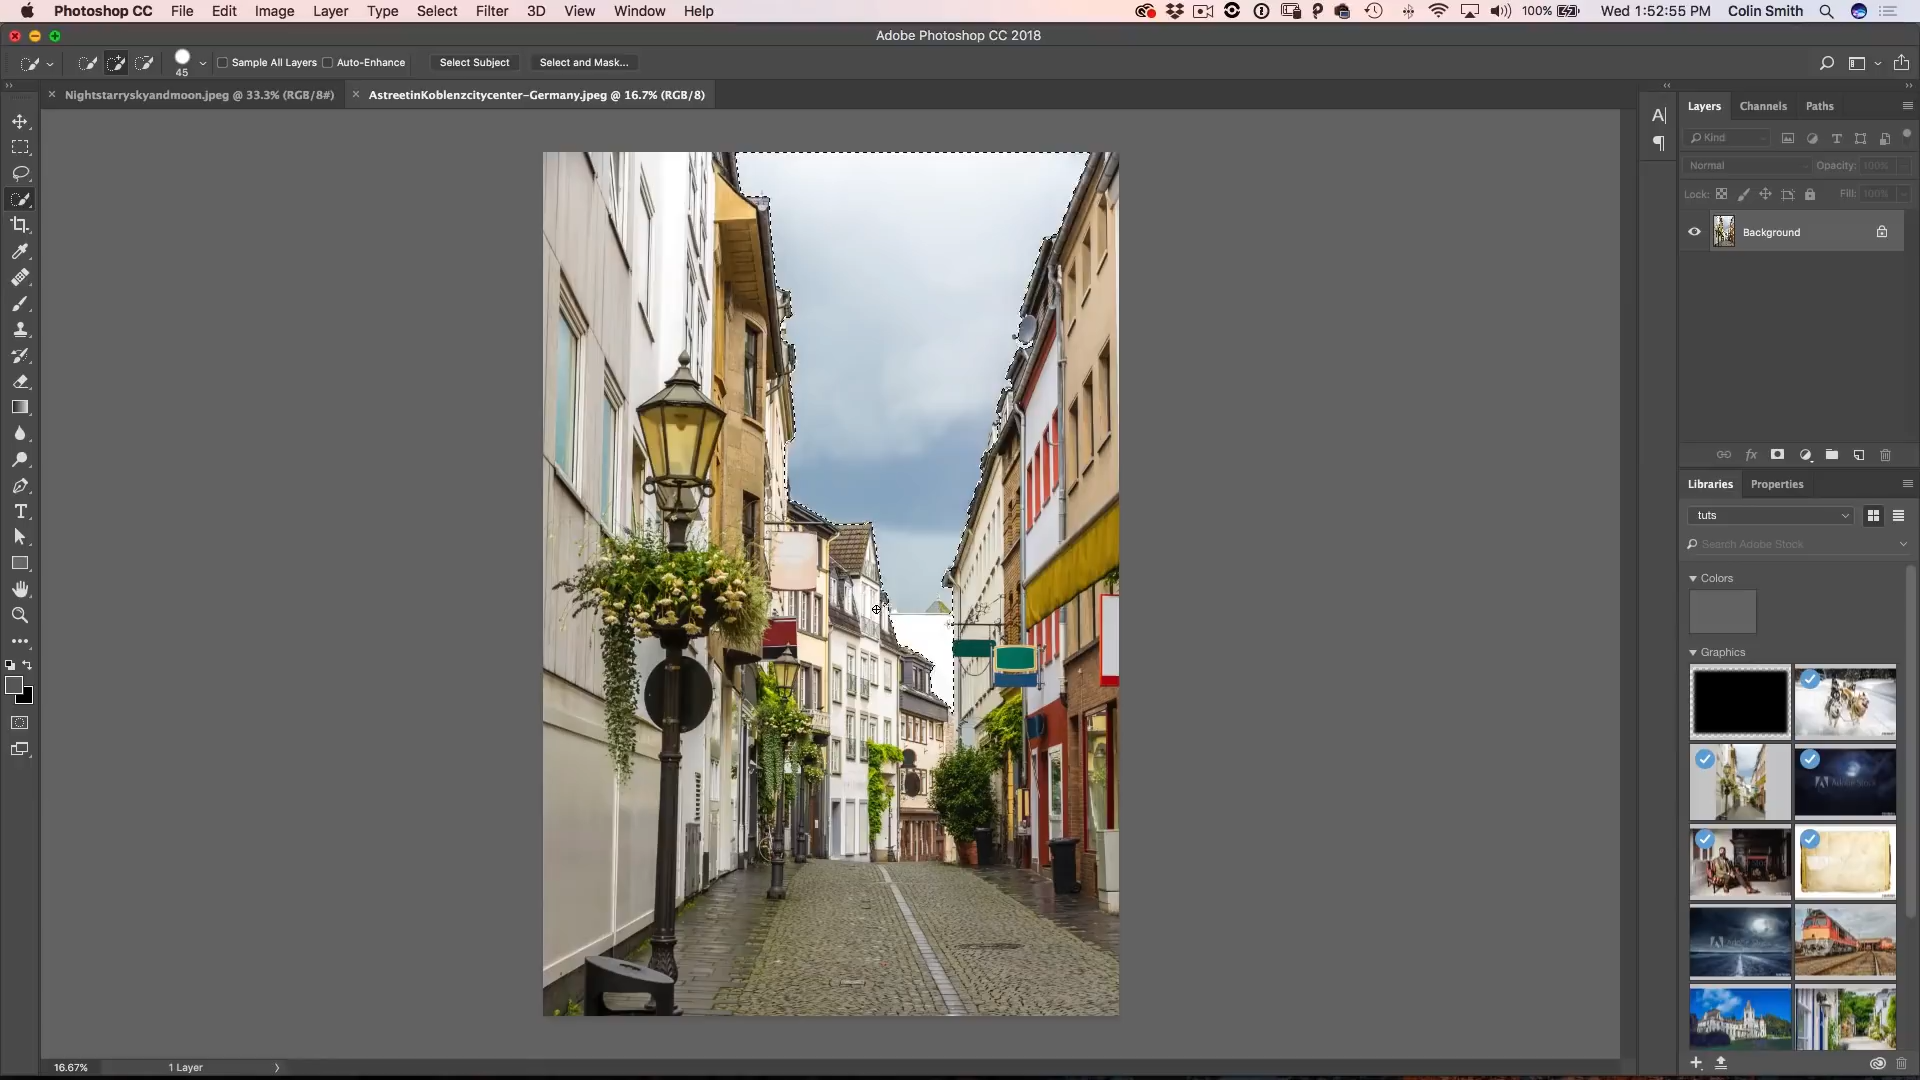 Photoshop CC File Edit Image Layer Type Select Filter 3D View Window Help 100% Wed 1:52:55 PM Colin Smith
Adobe Photoshop CC 2018
45 Sample All Layers Auto-Enhance Select Subject Select and Mask...
Nightstarryskyandmoon.jpeg @ 33.3% (RGB/8#) AstreetinKoblenzcitycenter-Germany.jpeg @ 16.7% (RGB/8)
Layers Channels Paths
Kind
Normal Opacity: 100%
Lock: Fill: 100%
Background
Libraries Properties
tuts
Search Adobe Stock
Colors
Graphics
Adobe Stock
16.67% 1 Layer